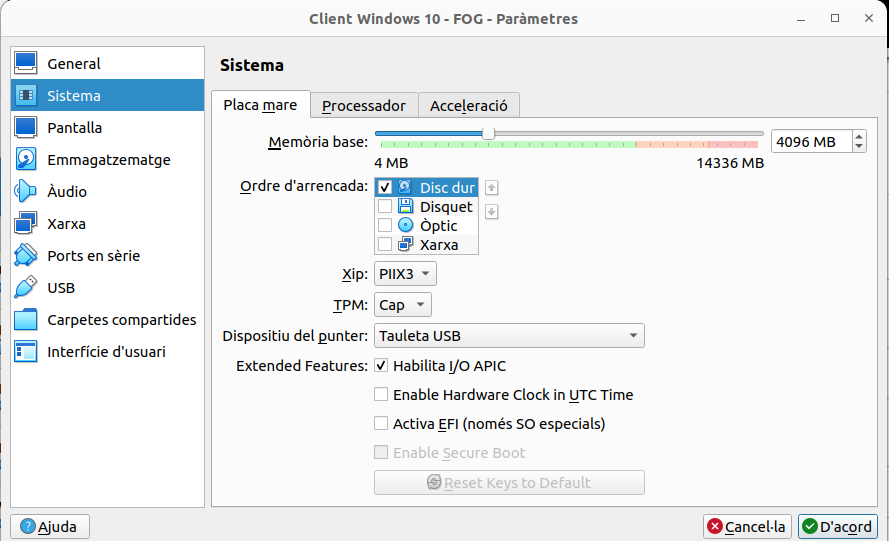 Client Windows 10 - FOG - Paràmetres
General
Sistema
Pantalla
Emmagatzematge
Àudio
Xarxa
Ports en sèrie
USB
Carpetes compartides
Interfície d'usuari
Sistema
Placa mare
Processador
Acceleració
Memòria base:
4096 MB
4 MB
14336 MB
Ordre d'arrencada:
Disc dur
Disquet
Òptic
Xarxa
Xip:
PIIX3
TPM:
Cap
Dispositiu del punter:
Tauleta USB
Extended Features:
Habilita I/O APIC
Enable Hardware Clock in UTC Time
Activa EFI (només SO especials)
Enable Secure Boot
Reset Keys to Default
Ajuda
Cancel·la
D'acord